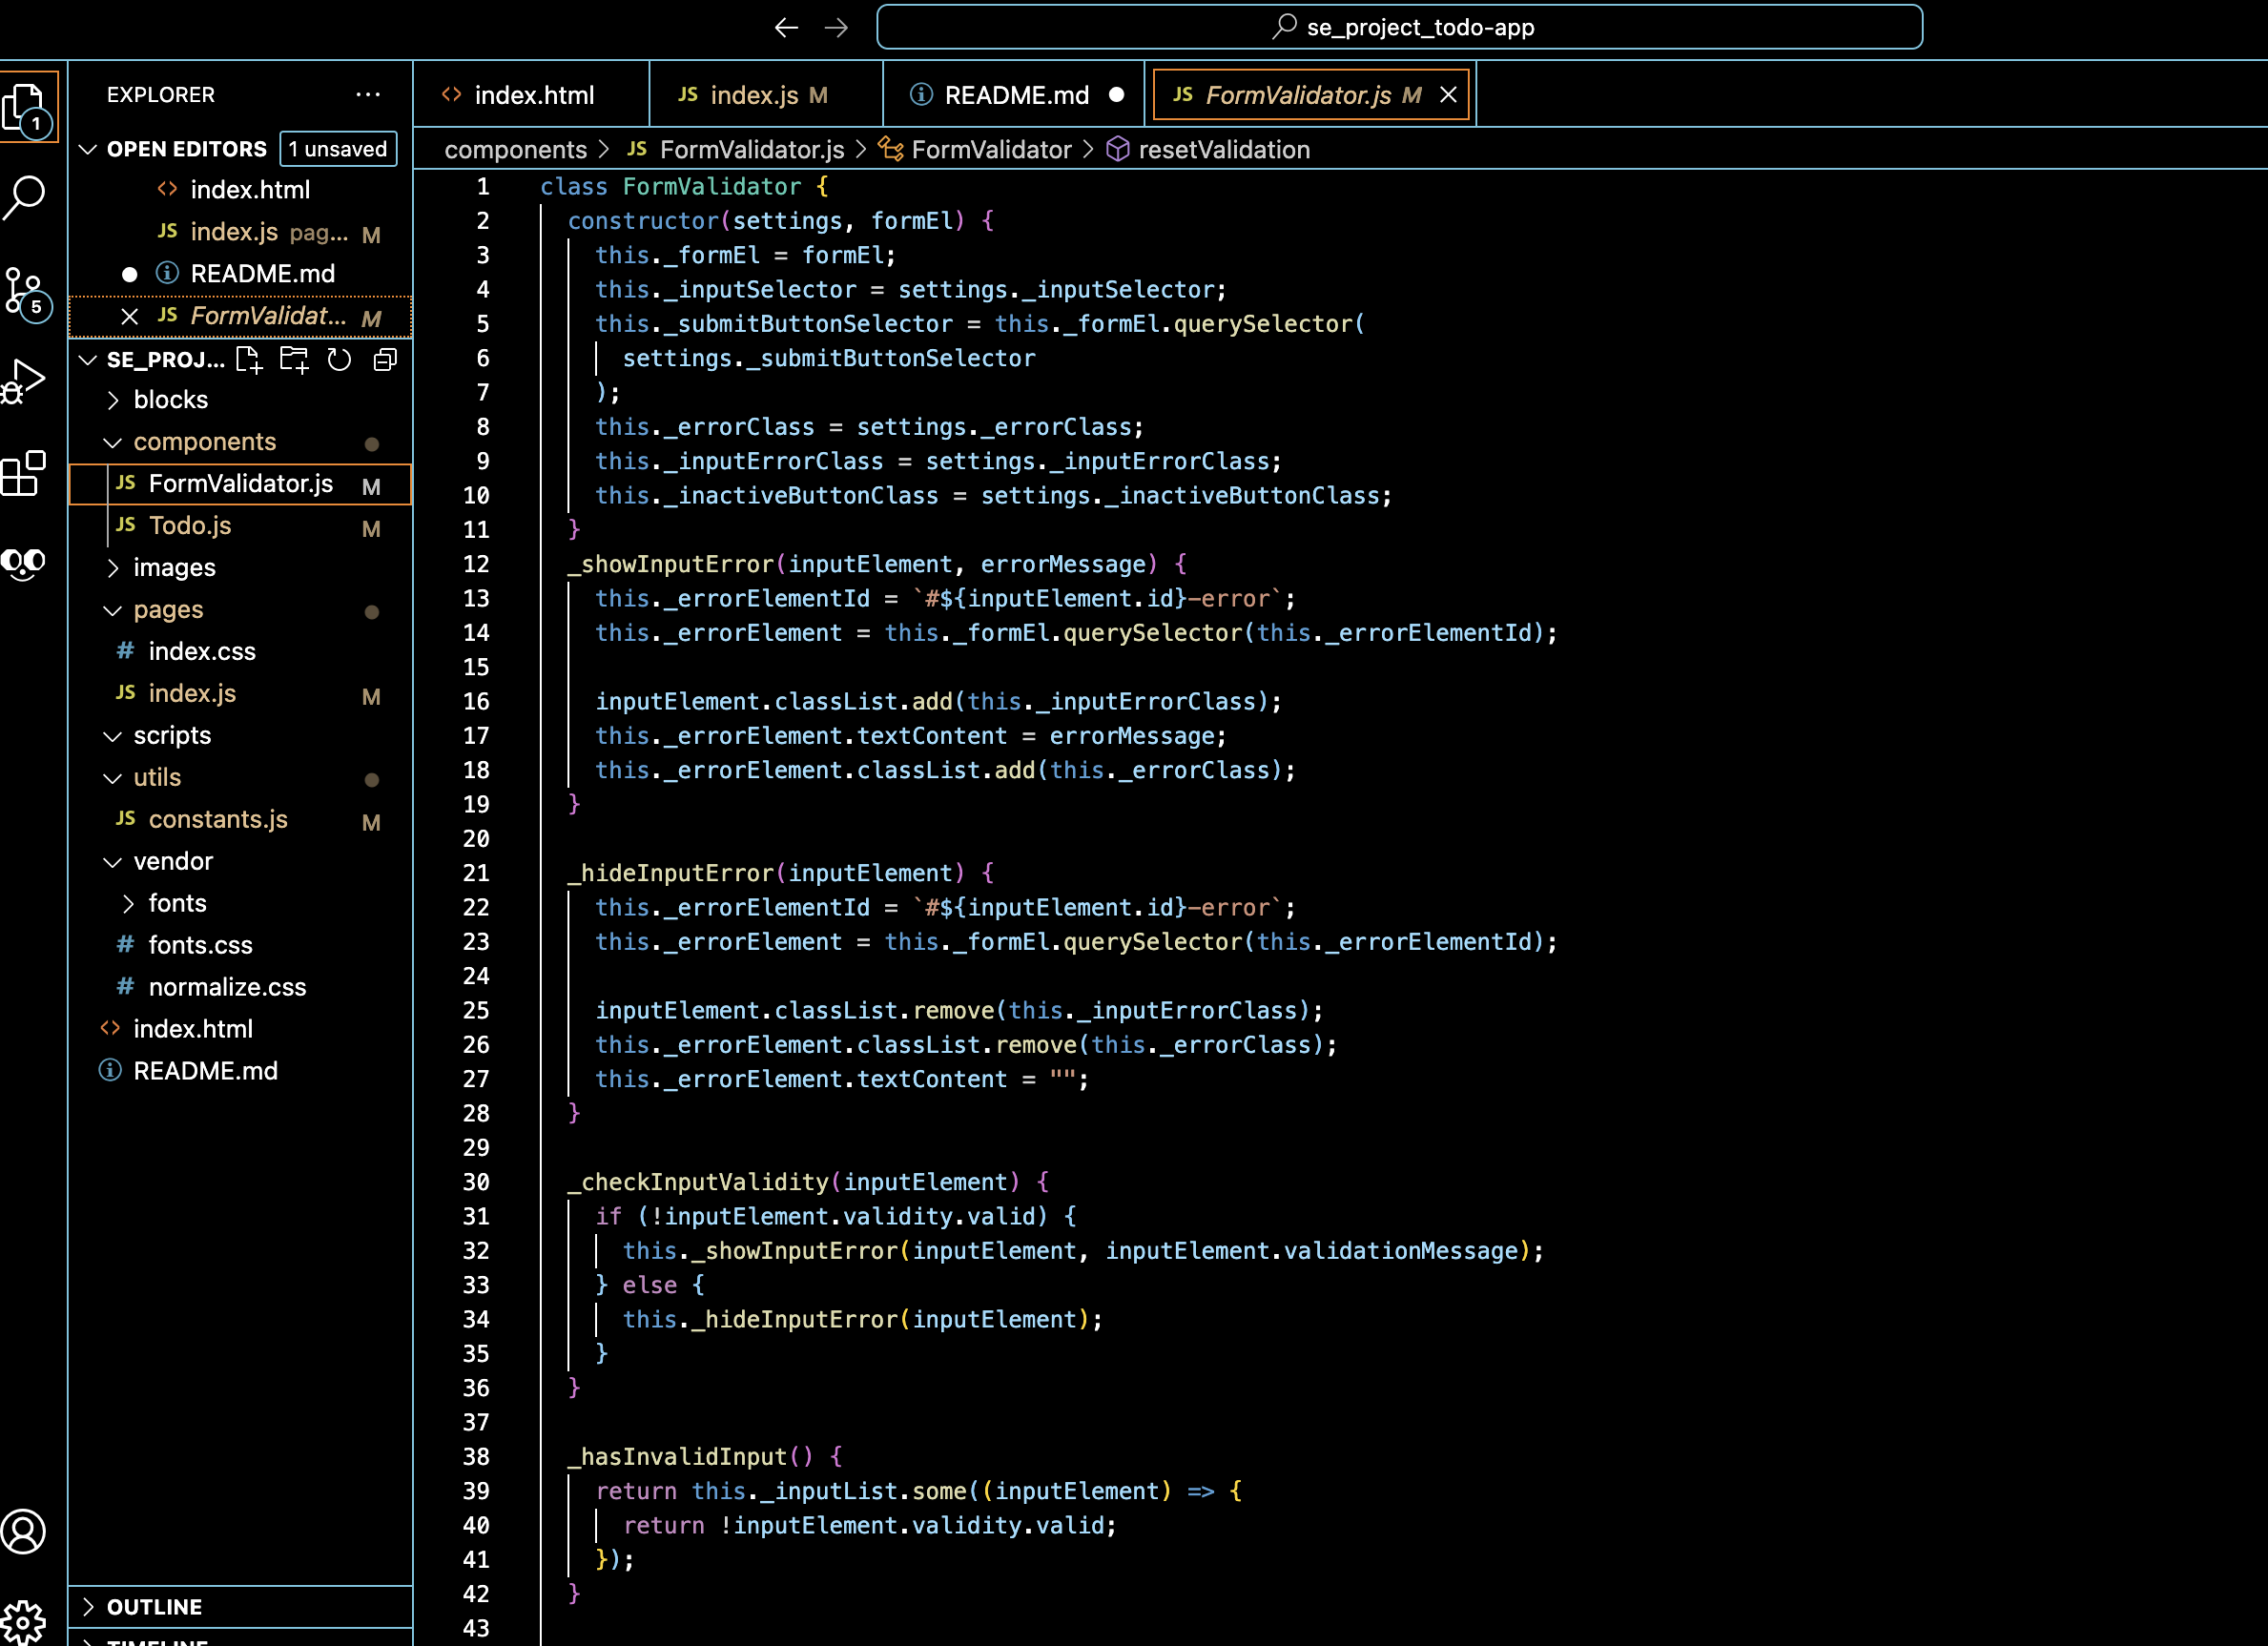 se_project_todo-app
EXPLORER
1
OPEN EDITORS 1 unsaved
index.html
JS index.js pag... M
README.md
JS FormValidat... M
5
SE_PROJ...
blocks
components
JS FormValidator.js M
JS Todo.js M
images
pages
# index.css
JS index.js M
scripts
utils
JS constants.js M
vendor
fonts
# fonts.css
# normalize.css
index.html
README.md
OUTLINE
TIMELINE
index.html JS index.js M README.md JS FormValidator.js M
components > JS FormValidator.js > FormValidator > resetValidation
1 class FormValidator {
2 constructor(settings, formEl) {
3 this._formEl = formEl;
4 this._inputSelector = settings._inputSelector;
5 this._submitButtonSelector = this._formEl.querySelector(
6 settings._submitButtonSelector
7 );
8 this._errorClass = settings._errorClass;
9 this._inputErrorClass = settings._inputErrorClass;
10 this._inactiveButtonClass = settings._inactiveButtonClass;
11 }
12 _showInputError(inputElement, errorMessage) {
13 this._errorElementId = `#${inputElement.id}-error`;
14 this._errorElement = this._formEl.querySelector(this._errorElementId);
15
16 inputElement.classList.add(this._inputErrorClass);
17 this._errorElement.textContent = errorMessage;
18 this._errorElement.classList.add(this._errorClass);
19 }
20
21 _hideInputError(inputElement) {
22 this._errorElementId = `#${inputElement.id}-error`;
23 this._errorElement = this._formEl.querySelector(this._errorElementId);
24
25 inputElement.classList.remove(this._inputErrorClass);
26 this._errorElement.classList.remove(this._errorClass);
27 this._errorElement.textContent = "";
28 }
29
30 _checkInputValidity(inputElement) {
31 if (!inputElement.validity.valid) {
32 this._showInputError(inputElement, inputElement.validationMessage);
33 } else {
34 this._hideInputError(inputElement);
35 }
36 }
37
38 _hasInvalidInput() {
39 return this._inputList.some((inputElement) => {
40 return !inputElement.validity.valid;
41 });
42 }
43